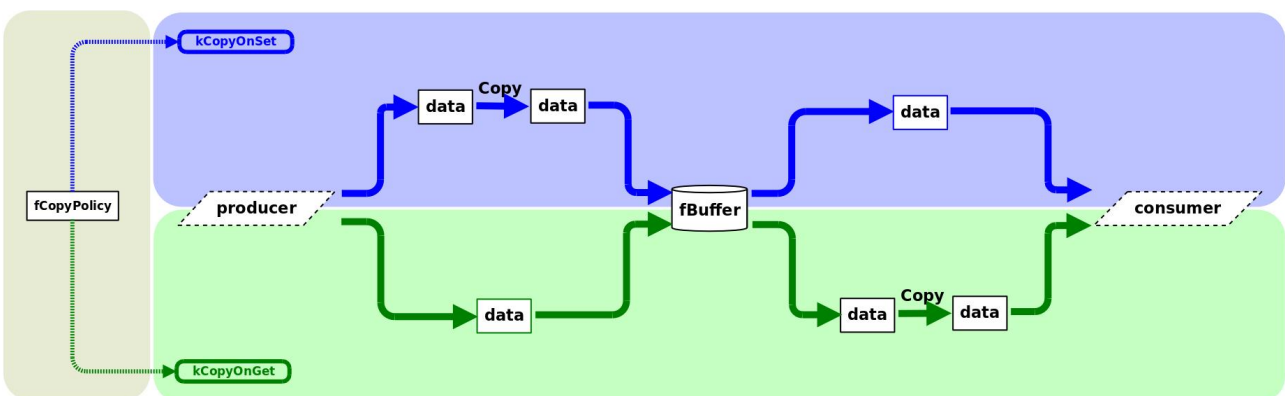 kCopyOnSet
Copy
data
data
data
fCopyPolicy
producer
fBuffer
consumer
data
Copy
data
data
kCopyOnGet